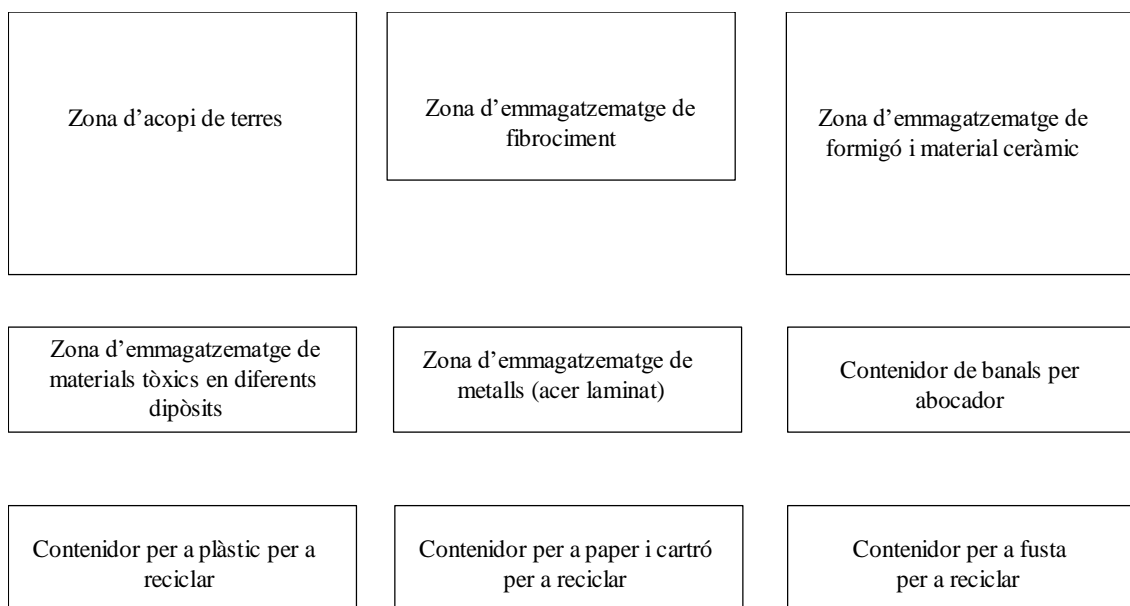 Zona d’acopi de terres
Zona d’emmagatzematge de
fibrociment
Zona d’emmagatzematge de
formigó i material ceràmic
Zona d’emmagatzematge de
materials tòxics en diferents
dipòsits
Zona d’emmagatzematge de
metalls (acer laminat)
Contenidor de banals per
abocador
Contenidor per a plàstic per a
reciclar
Contenidor per a paper i cartró
per a reciclar
Contenidor per a fusta
per a reciclar